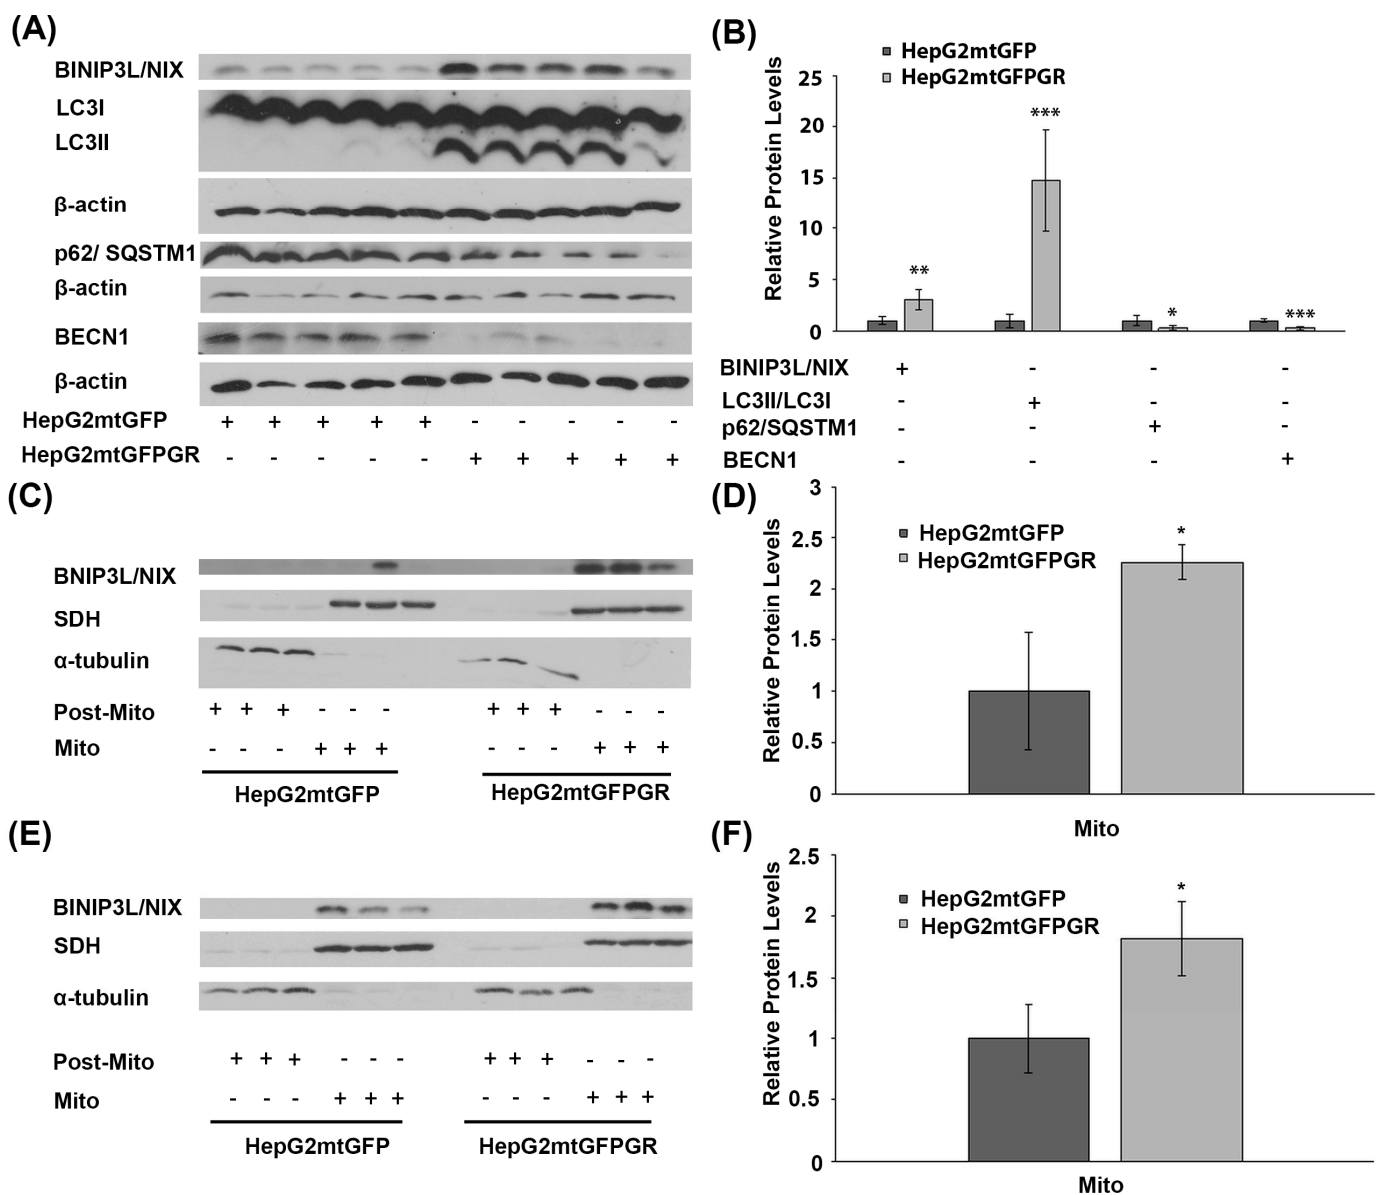 (A)
BINIP3L/NIX
LC3I
LC3II
β-actin
p62/ SQSTM1
β-actin
BECN1
β-actin
HepG2mtGFP + + + + + - - - - -
HepG2mtGFPGR - - - - - + + + + +
(B)
HepG2mtGFP
HepG2mtGFPGR
Relative Protein Levels
25
20
15
10
5
0
** *** * ***
BINIP3L/NIX + - - -
LC3II/LC3I - + - -
p62/SQSTM1 - - + -
BECN1 - - - +
(C)
BNIP3L/NIX
SDH
α-tubulin
Post-Mito + + + - - - + + + - - -
Mito - - - + + + - - - + + +
HepG2mtGFP HepG2mtGFPGR
(D)
HepG2mtGFP
HepG2mtGFPGR
Relative Protein Levels
3
2.5
2
1.5
1
0.5
0
*
Mito
(E)
BINIP3L/NIX
SDH
α-tubulin
Post-Mito + + + - - - + + + - - -
Mito - - - + + + - - - + + +
HepG2mtGFP HepG2mtGFPGR
(F)
HepG2mtGFP
HepG2mtGFPGR
Relative Protein Levels
2.5
2
1.5
1
0.5
0
*
Mito